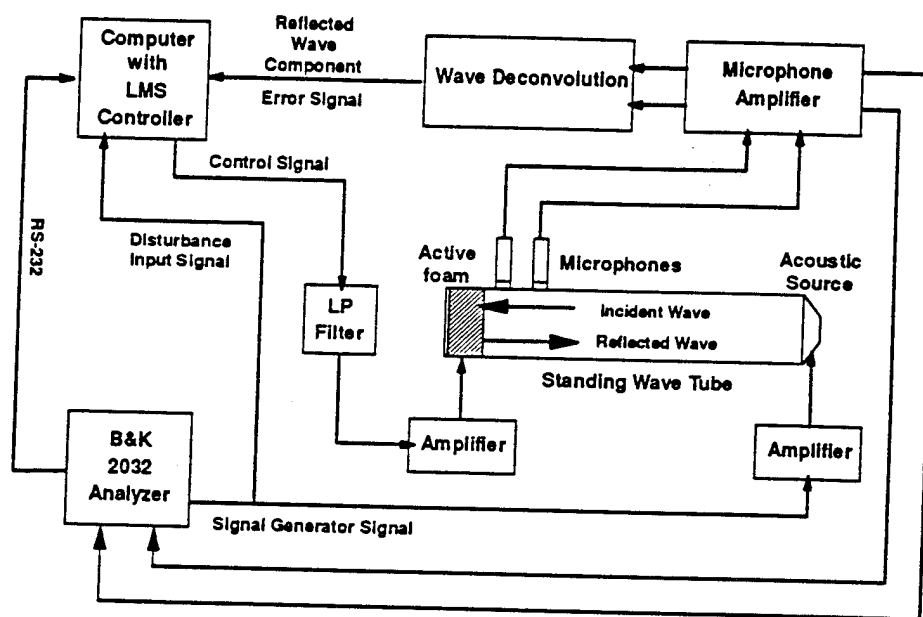 Computer
with
LMS
Controller
Reflected
Wave
Component
Error Signal
Wave Deconvolution
Microphone
Amplifier
Control Signal
RS-232
Disturbance
Input Signal
LP
Filter
Active
foam
Microphones
Acoustic
Source
Incident Wave
Reflected Wave
Standing Wave Tube
Amplifier
Amplifier
B&K
2032
Analyzer
Signal Generator Signal